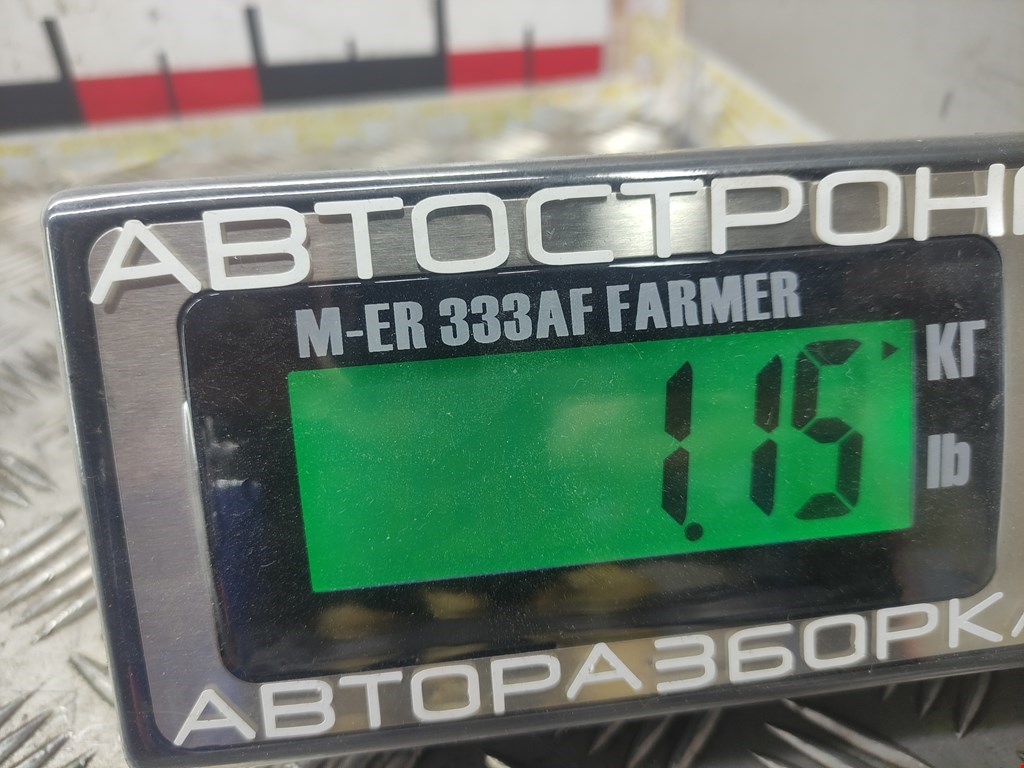 АВТОСТРОН
M-ER 333AF FARMER
1.15
КГ
lb
АВТОРАЗБОРКА